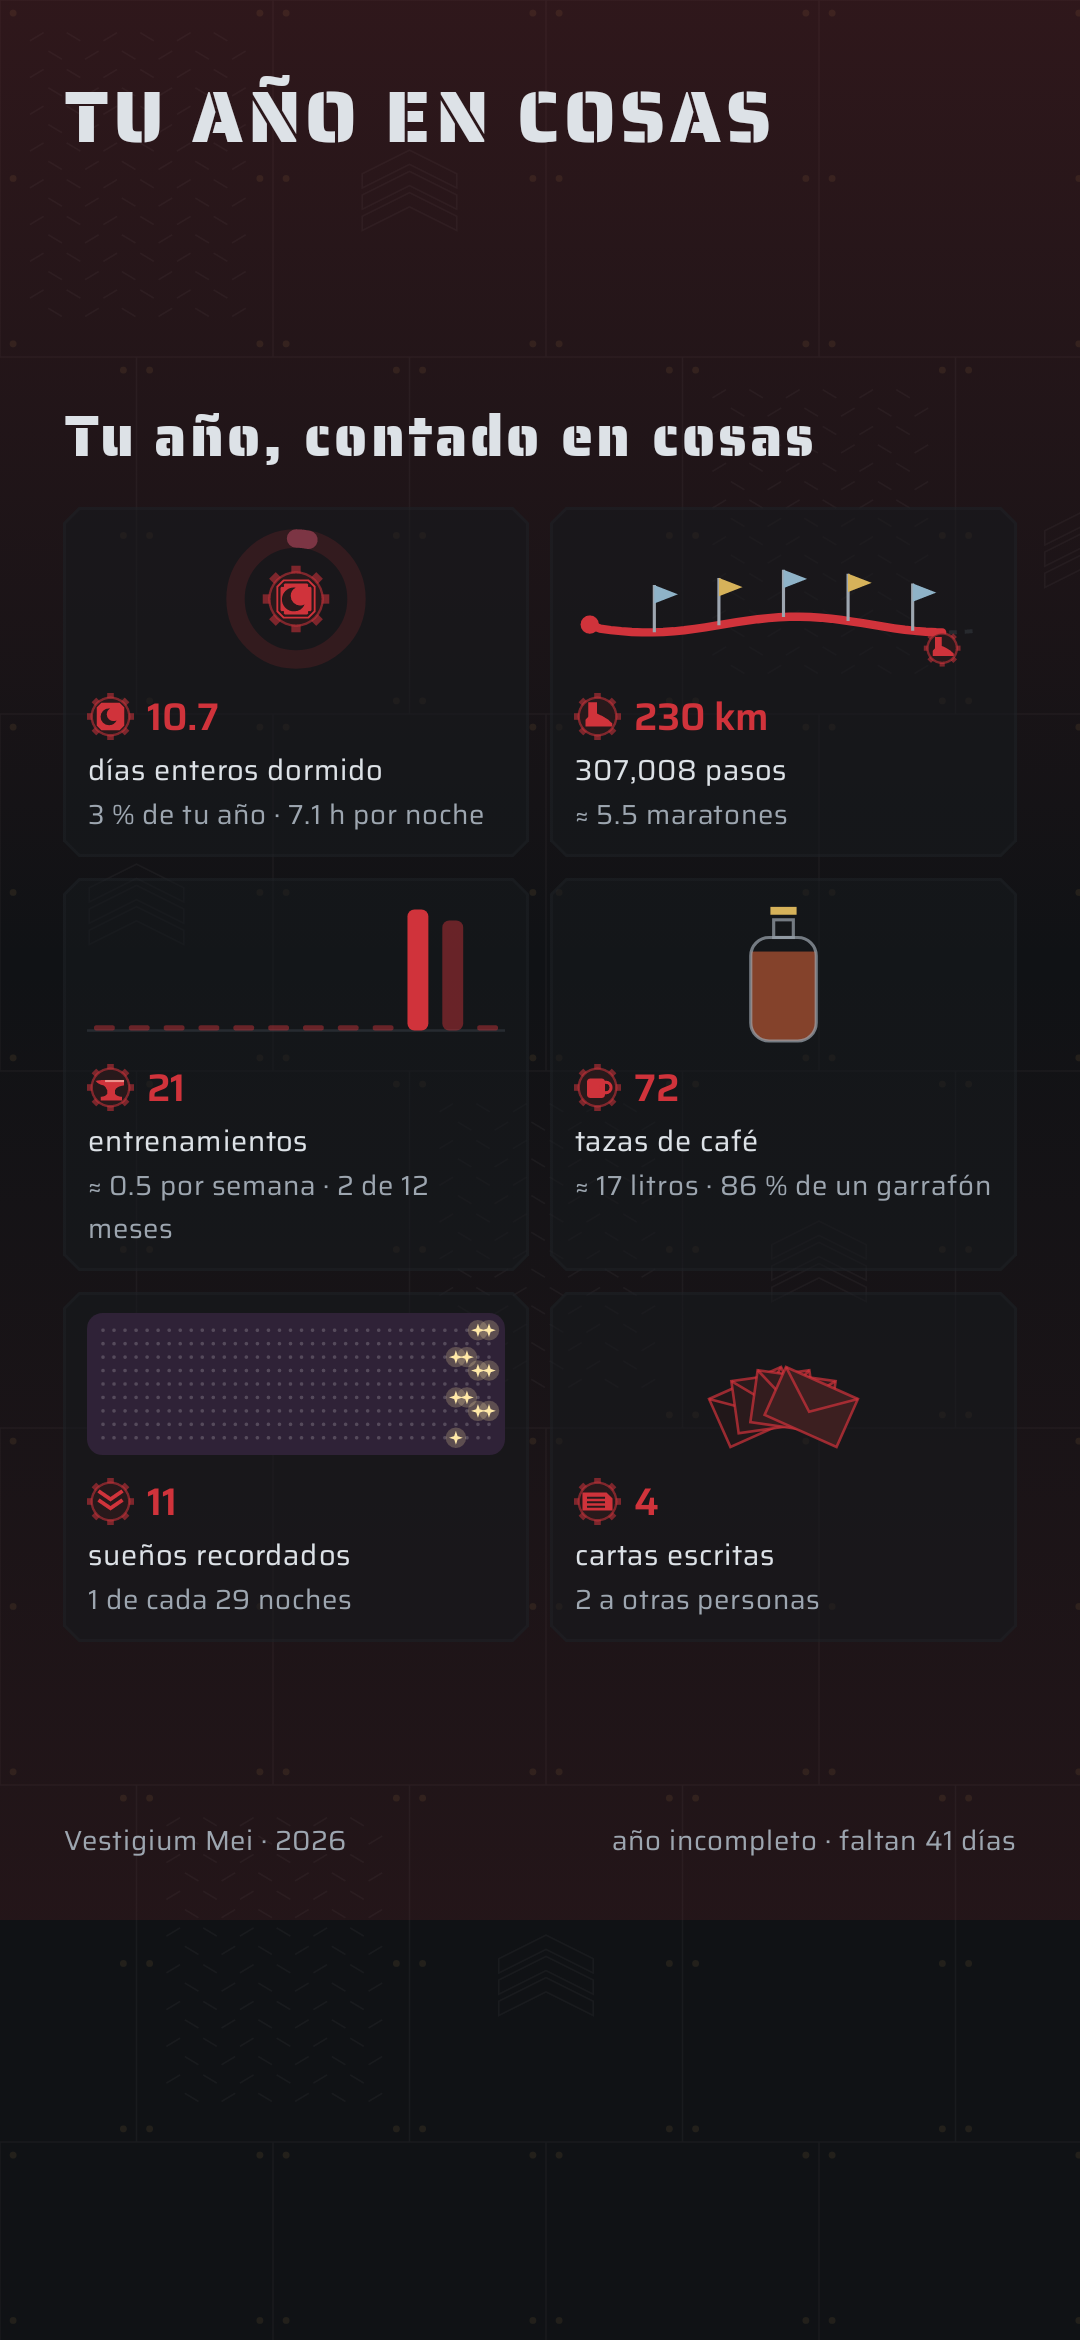 TU AÑO EN COSAS
Tu año, contado en cosas
10.7
días enteros dormido
3 % de tu año · 7.1 h por noche
230 km
307,008 pasos
≈ 5.5 maratones
21
entrenamientos
≈ 0.5 por semana · 2 de 12
meses
72
tazas de café
≈ 17 litros · 86 % de un garrafón
11
sueños recordados
1 de cada 29 noches
4
cartas escritas
2 a otras personas
Vestigium Mei · 2026
año incompleto · faltan 41 días